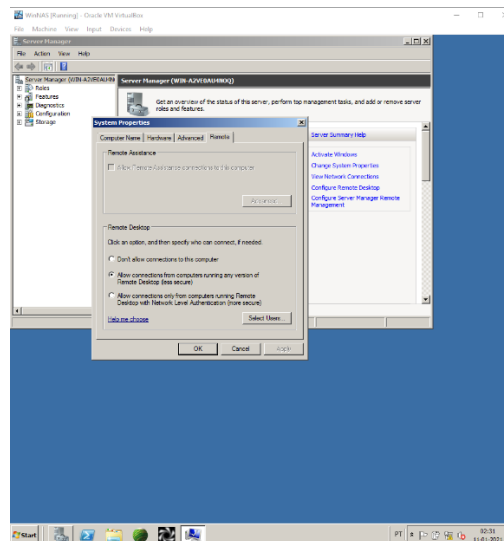 WinNAS [Running] - Oracle VM VirtualBox
File Machine View Input Devices Help
Server Manager
File Action View Help
Server Manager (WIN-A2VE0AU4N0Q)
Roles
Features
Diagnostics
Configuration
Storage
Server Manager (WIN-A2VE0AU4N0Q)
Get an overview of the status of this server, perform top management tasks, and add or remove server
roles and features.
Server Summary Help
Activate Windows
Change System Properties
View Network Connections
Configure Remote Desktop
Configure Server Manager Remote
Management
System Properties
Computer Name Hardware Advanced Remote
Remote Assistance
Allow Remote Assistance connections to this computer
Advanced...
Remote Desktop
Click an option, and then specify who can connect, if needed.
Don't allow connections to this computer
Allow connections from computers running any version of
Remote Desktop (less secure)
Allow connections only from computers running Remote
Desktop with Network Level Authentication (more secure)
Help me choose
Select Users...
OK Cancel Apply
Start
PT
02:31